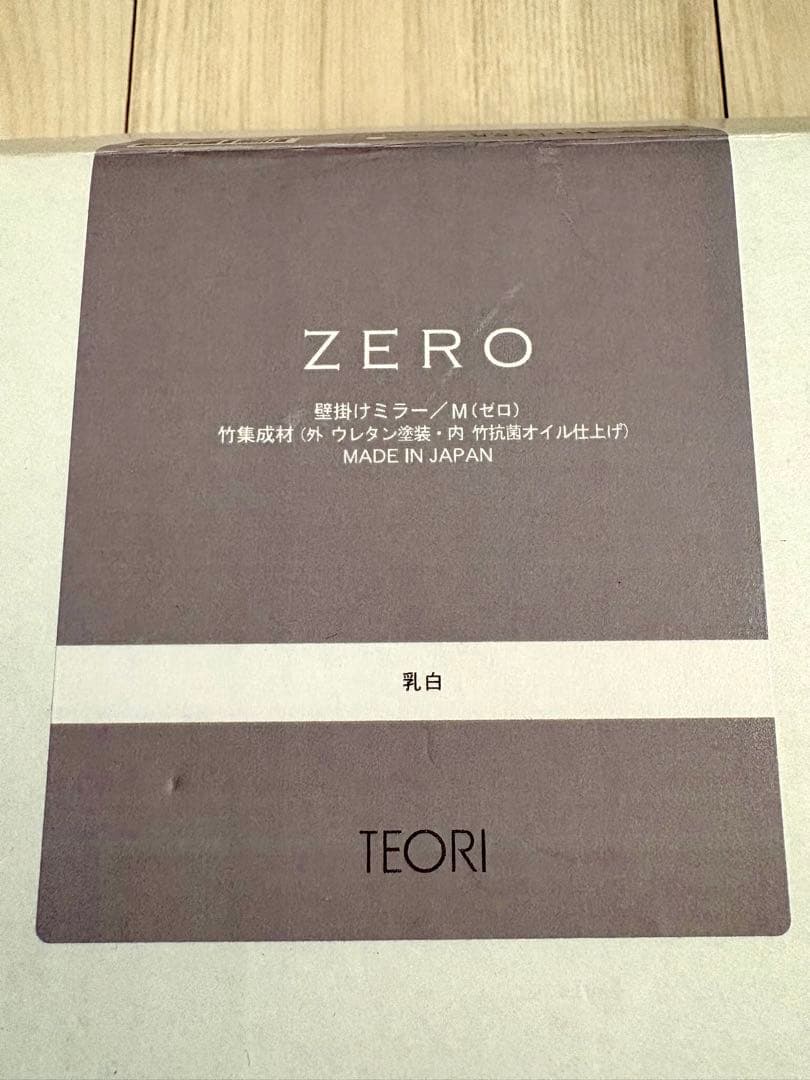 ZERO
壁掛けミラー／M（ゼロ）
竹集成材（外 ウレタン塗装・内 竹抗菌オイル仕上げ）
MADE IN JAPAN
乳白
TEORI